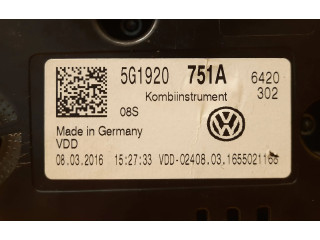 5G1920 751A 6420
302
Kombiinstrument
08S
Made in Germany
VDD
08.03.2016 15:27:33 VDD-02408.03.1655021166